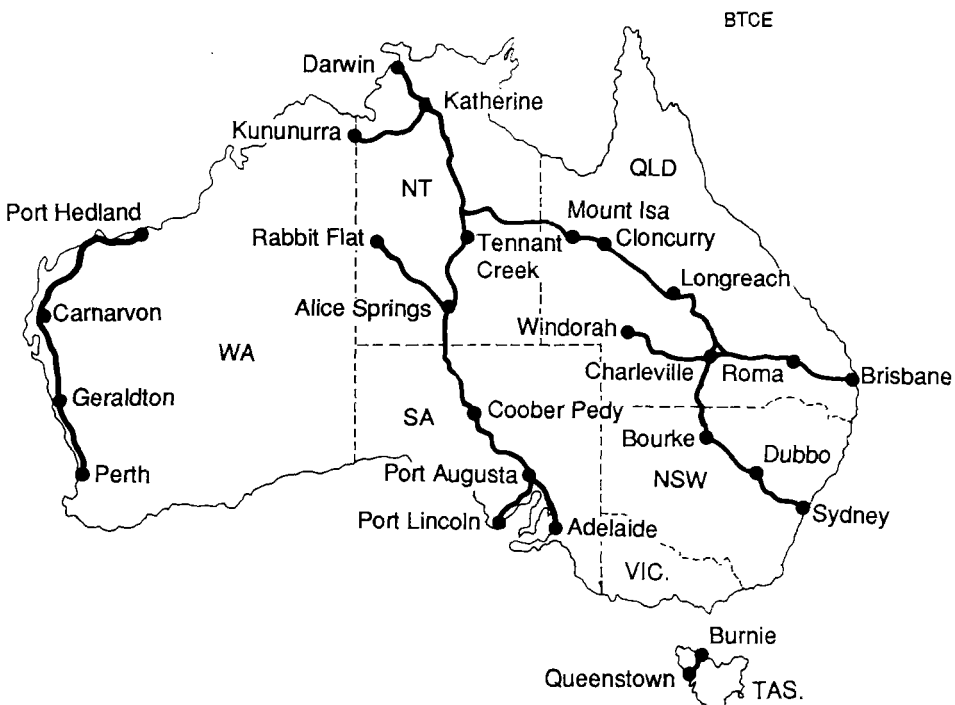 BTCE
Darwin
Katherine
Kununurra
QLD
NT
Port Hedland
Mount Isa
Rabbit Flat
Tennant
Creek
Cloncurry
Longreach
Alice Springs
Carnarvon
Windorah
WA
Charleville
Roma
Brisbane
Geraldton
SA
Coober Pedy
Bourke
Dubbo
Perth
Port Augusta
NSW
Port Lincoln
Adelaide
Sydney
VIC.
Burnie
Queenstown
TAS.